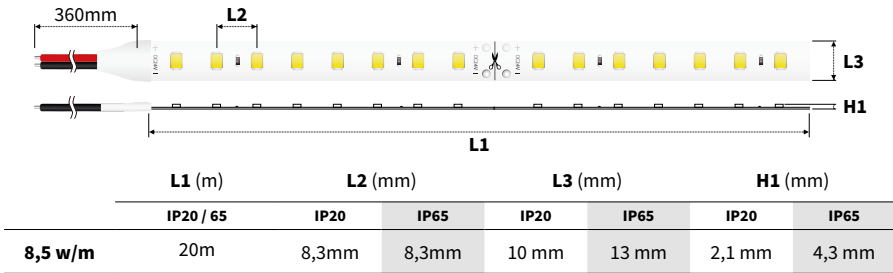 360mm
L2
L3
H1
L1
L1 (m) L2 (mm) L3 (mm) H1 (mm)
IP20 / 65 IP20 IP65 IP20 IP65 IP20 IP65
8,5 w/m 20m 8,3mm 8,3mm 10 mm 13 mm 2,1 mm 4,3 mm